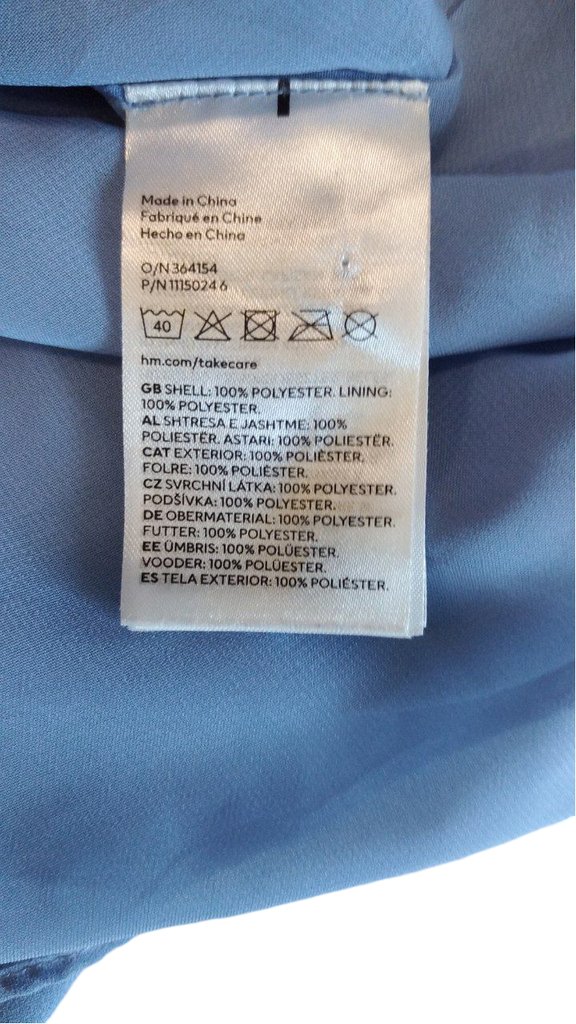 Made in China
Fabriqué en Chine
Hecho en China
O/N 364154
P/N 11150246
40
hm.com/takecare
GB SHELL: 100% POLYESTER. LINING:
100% POLYESTER.
AL SHTRESA E JASHTME: 100%
POLIESTËR. ASTARI: 100% POLIESTËR.
CAT EXTERIOR: 100% POLIÈSTER.
FOLRE: 100% POLIÈSTER.
CZ SVRCHNÍ LÁTKA: 100% POLYESTER.
PODŠÍVKA: 100% POLYESTER.
DE OBERMATERIAL: 100% POLYESTER.
FUTTER: 100% POLYESTER.
EE ÜMBRIS: 100% POLÜESTER.
VOODER: 100% POLÜESTER.
ES TELA EXTERIOR: 100% POLIÉSTER.